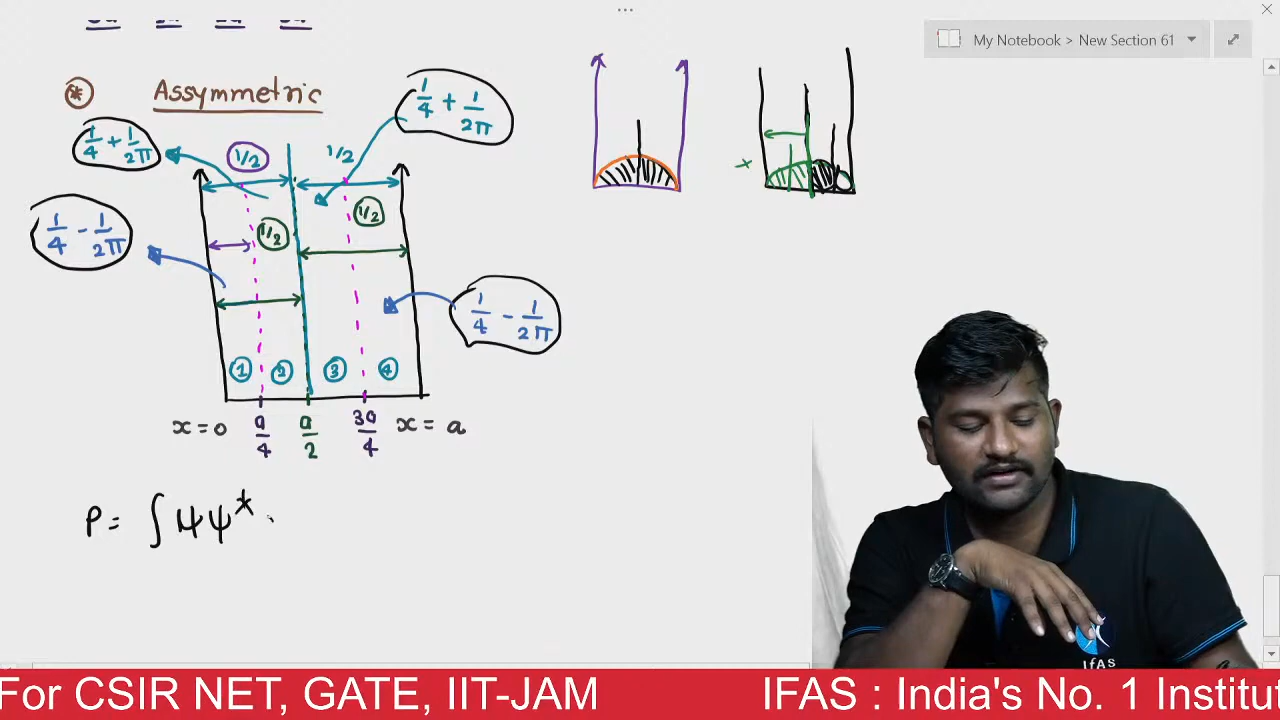 My Notebook > New Section 61
* Assymmetric
1/4 + 1/2π
1/4 + 1/2π
1/2
1/2
1/4 - 1/2π
1/2
1/2
1/4 - 1/2π
1 2 3 4
x = 0 a/4 a/2 3a/4 x = a
P = ∫ψψ*
IFAS
For CSIR NET, GATE, IIT-JAM IFAS : India's No. 1 Institut